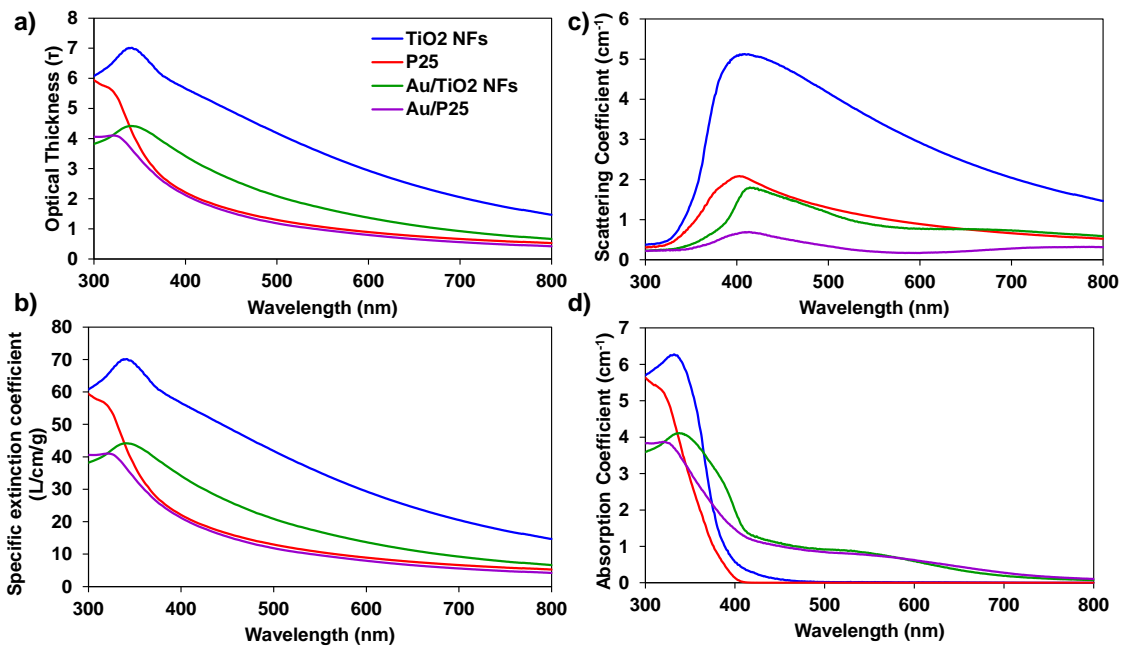 a)
8
7
6
5
4
3
2
1
0
Optical Thickness (τ)
300 400 500 600 700 800
Wavelength (nm)
TiO2 NFs
P25
Au/TiO2 NFs
Au/P25
c)
6
5
4
3
2
1
0
Scattering Coefficient (cm-1)
300 400 500 600 700 800
Wavelength (nm)
b)
80
70
60
50
40
30
20
10
0
Specific extinction coefficient
(L/cm/g)
300 400 500 600 700 800
Wavelength (nm)
d)
7
6
5
4
3
2
1
0
Absorption Coefficient (cm-1)
300 400 500 600 700 800
Wavelength (nm)